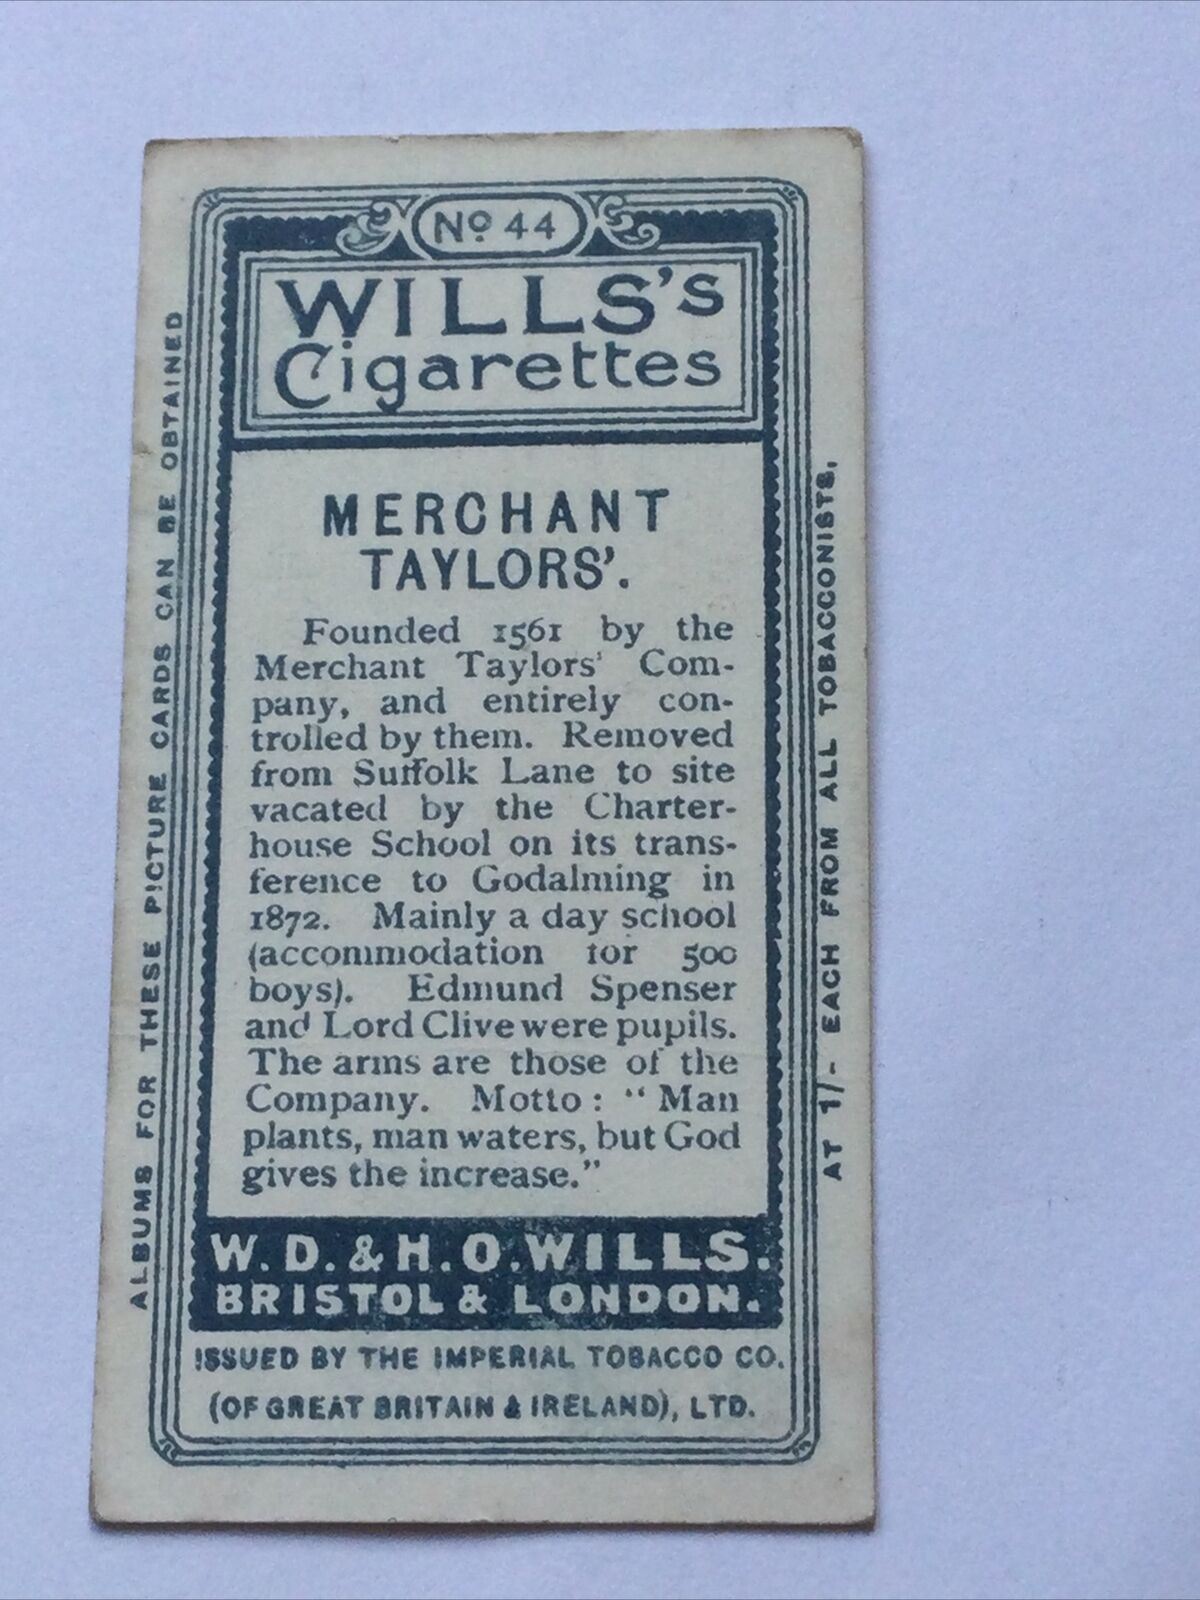 No 44
WILLS's
Cigarettes
MERCHANT
TAYLORS'.
Founded 1561 by the
Merchant Taylors' Com-
pany, and entirely con-
trolled by them. Removed
from Suffolk Lane to site
vacated by the Charter-
house School on its trans-
ference to Godalming in
1872. Mainly a day school
(accommodation for 500
boys). Edmund Spenser
and Lord Clive were pupils.
The arms are those of the
Company. Motto: "Man
plants, man waters, but God
gives the increase."
W. D. & H. O. WILLS.
BRISTOL & LONDON.
ISSUED BY THE IMPERIAL TOBACCO CO.
(OF GREAT BRITAIN & IRELAND), LTD.
ALBUMS FOR THESE PICTURE CARDS CAN BE OBTAINED
AT 1/- EACH FROM ALL TOBACCONISTS.